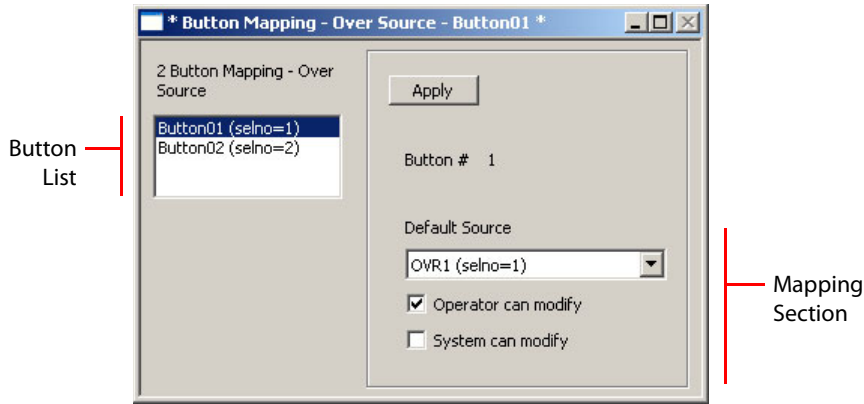 * Button Mapping - Over Source - Button01 *
2 Button Mapping - Over
Source
Button01 (selno=1)
Button02 (selno=2)
Button
List
Apply
Button # 1
Default Source
OVR1 (selno=1)
Operator can modify
System can modify
Mapping
Section